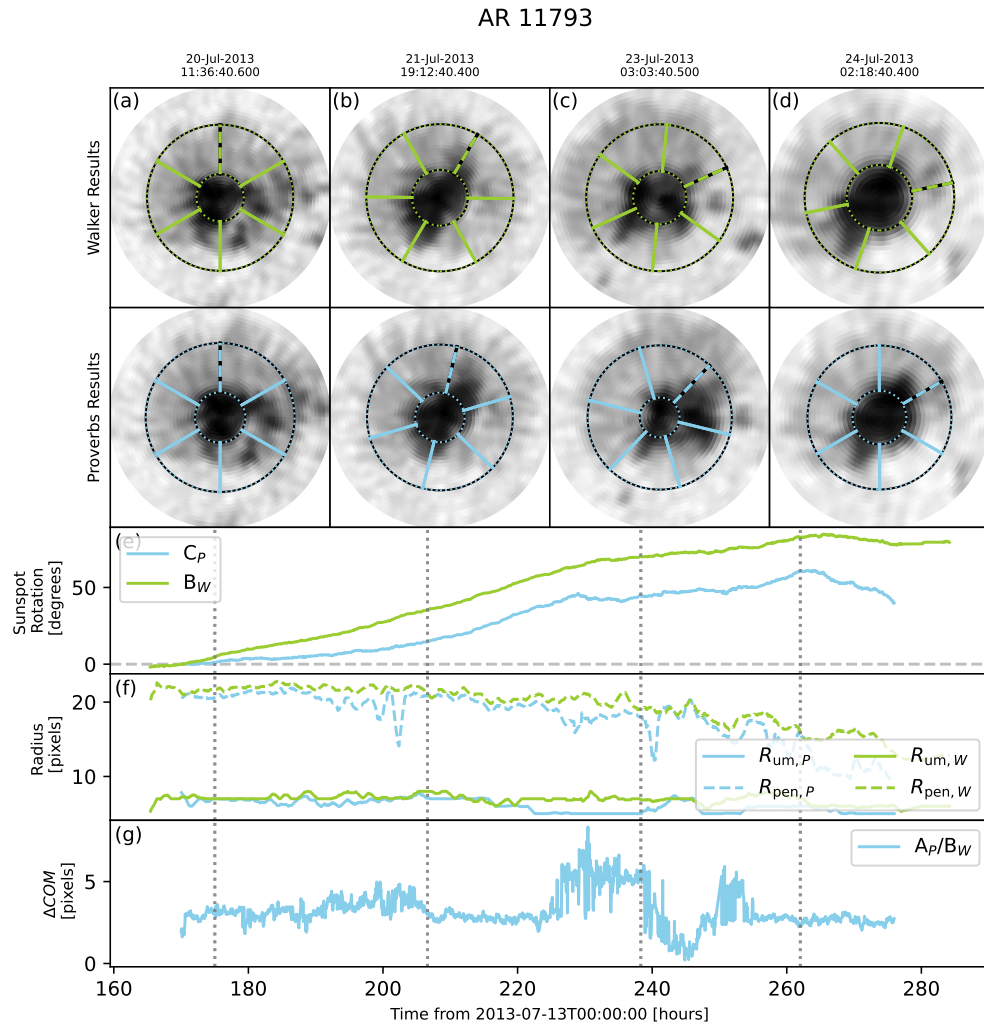 AR 11793
20-Jul-2013
11:36:40.600
21-Jul-2013
19:12:40.400
23-Jul-2013
03:03:40.500
24-Jul-2013
02:18:40.400
Walker Results
(a)
(b)
(c)
(d)
Proverbs Results
Sunspot
Rotation
[degrees]
50
0
(e)
C_P
B_W
Radius
[pixels]
20
10
(f)
R_um, P
R_pen, P
R_um, W
R_pen, W
ΔCOM
[pixels]
5
0
(g)
A_P/B_W
160 180 200 220 240 260 280
Time from 2013-07-13T00:00:00 [hours]